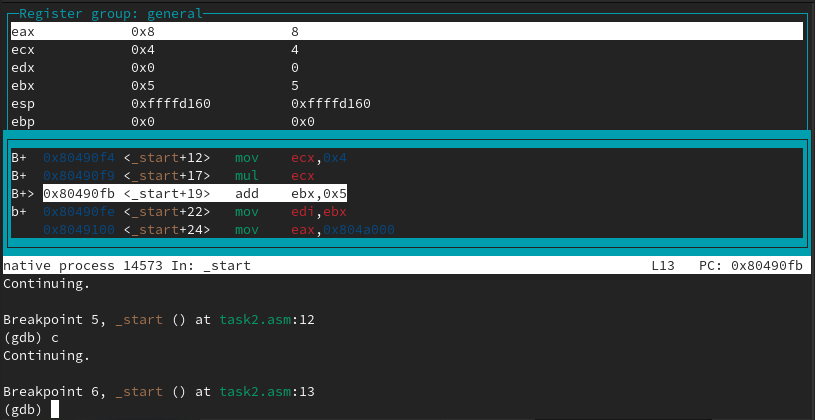 Register group: general
eax 0x8 8
ecx 0x4 4
edx 0x0 0
ebx 0x5 5
esp 0xffffd160 0xffffd160
ebp 0x0 0x0
B+ 0x80490f4 <_start+12> mov ecx,0x4
B+ 0x80490f9 <_start+17> mul ecx
B+> 0x80490fb <_start+19> add ebx,0x5
b+ 0x80490fe <_start+22> mov edi,ebx
0x8049100 <_start+24> mov eax,0x804a000
native process 14573 In: _start L13 PC: 0x80490fb
Continuing.
Breakpoint 5, _start () at task2.asm:12
(gdb) c
Continuing.
Breakpoint 6, _start () at task2.asm:13
(gdb)